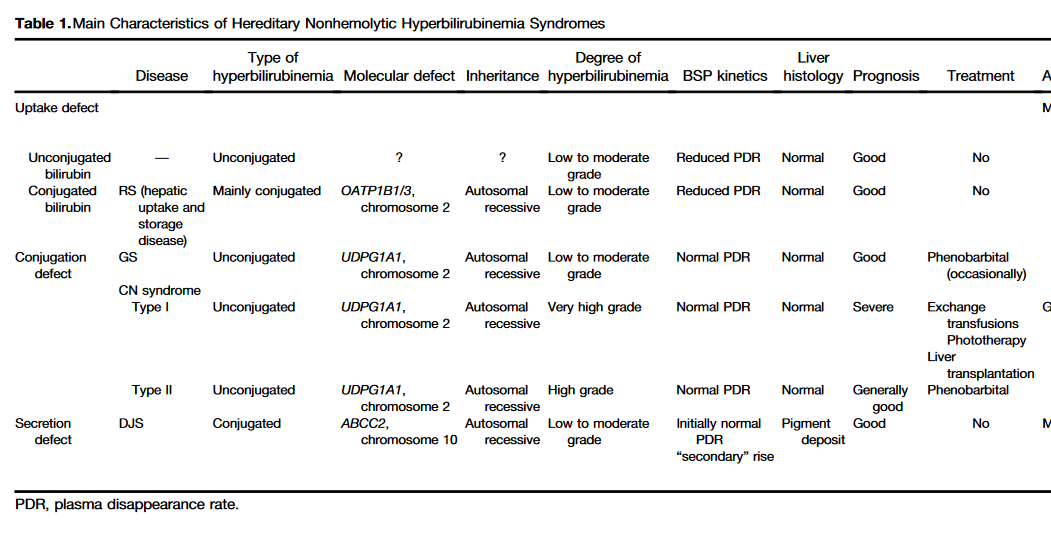 Table 1. Main Characteristics of Hereditary Nonhemolytic Hyperbilirubinemia Syndromes
Disease Type of hyperbilirubinemia Molecular defect Inheritance Degree of hyperbilirubinemia BSP kinetics Liver histology Prognosis Treatment A
Uptake defect M
Unconjugated bilirubin — Unconjugated ? ? Low to moderate grade Reduced PDR Normal Good No
Conjugated bilirubin RS (hepatic uptake and storage disease) Mainly conjugated OATP1B1/3, chromosome 2 Autosomal recessive Low to moderate grade Reduced PDR Normal Good No
Conjugation defect GS Unconjugated UDPG1A1, chromosome 2 Autosomal recessive Low to moderate grade Normal PDR Normal Good Phenobarbital (occasionally)
CN syndrome
Type I Unconjugated UDPG1A1, chromosome 2 Autosomal recessive Very high grade Normal PDR Normal Severe Exchange transfusions Phototherapy Liver transplantation G
Type II Unconjugated UDPG1A1, chromosome 2 Autosomal recessive High grade Normal PDR Normal Generally good Phenobarbital
Secretion defect DJS Conjugated ABCC2, chromosome 10 Autosomal recessive Low to moderate grade Initially normal PDR “secondary” rise Pigment deposit Good No M
PDR, plasma disappearance rate.